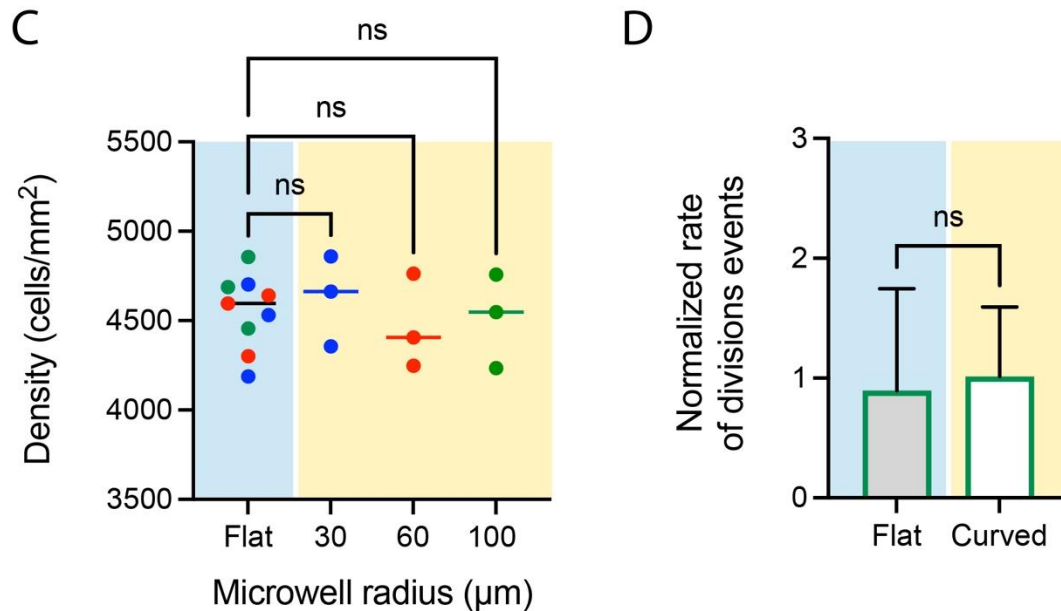 C
ns
ns
ns
Density (cells/mm²)
5500
5000
4500
4000
3500
Flat 30 60 100
Microwell radius (µm)
D
ns
Normalized rate
of divisions events
3
2
1
0
Flat Curved